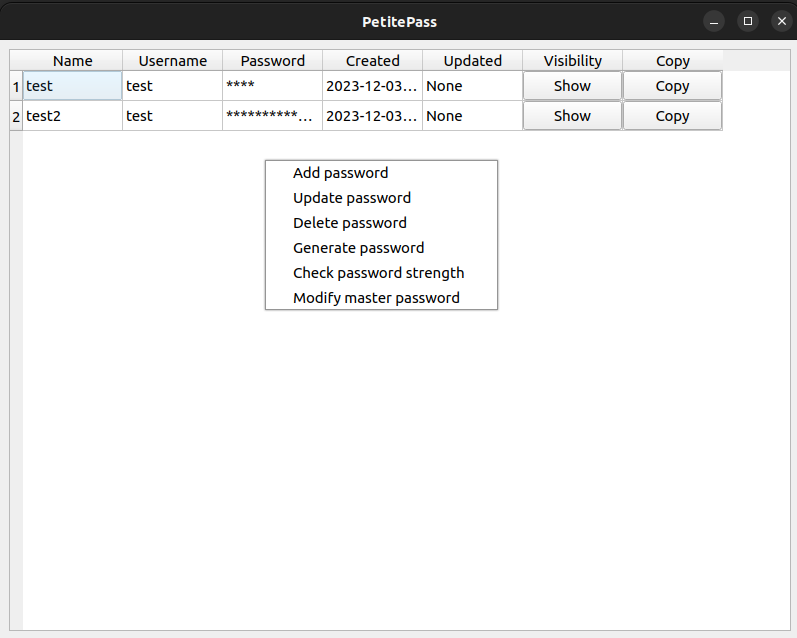 PetitePass
Name Username Password Created Updated Visibility Copy
1 test test **** 2023-12-03... None Show Copy
2 test2 test **********... 2023-12-03... None Show Copy
Add password
Update password
Delete password
Generate password
Check password strength
Modify master password